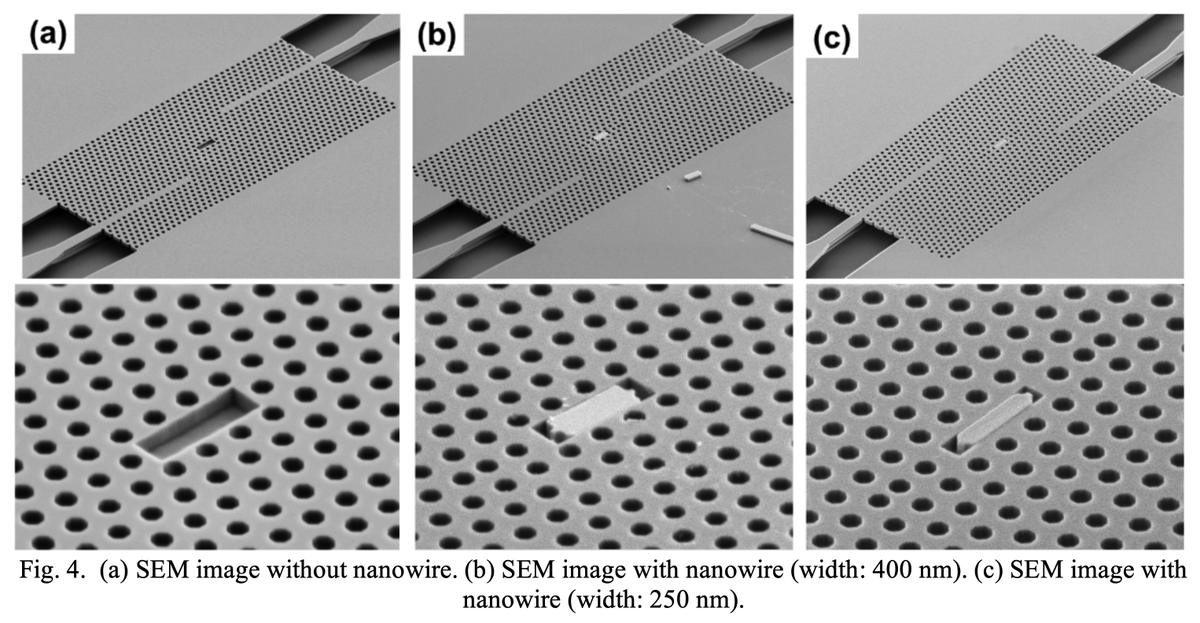 (a)
(b)
(c)
Fig. 4. (a) SEM image without nanowire. (b) SEM image with nanowire (width: 400 nm). (c) SEM image with
nanowire (width: 250 nm).